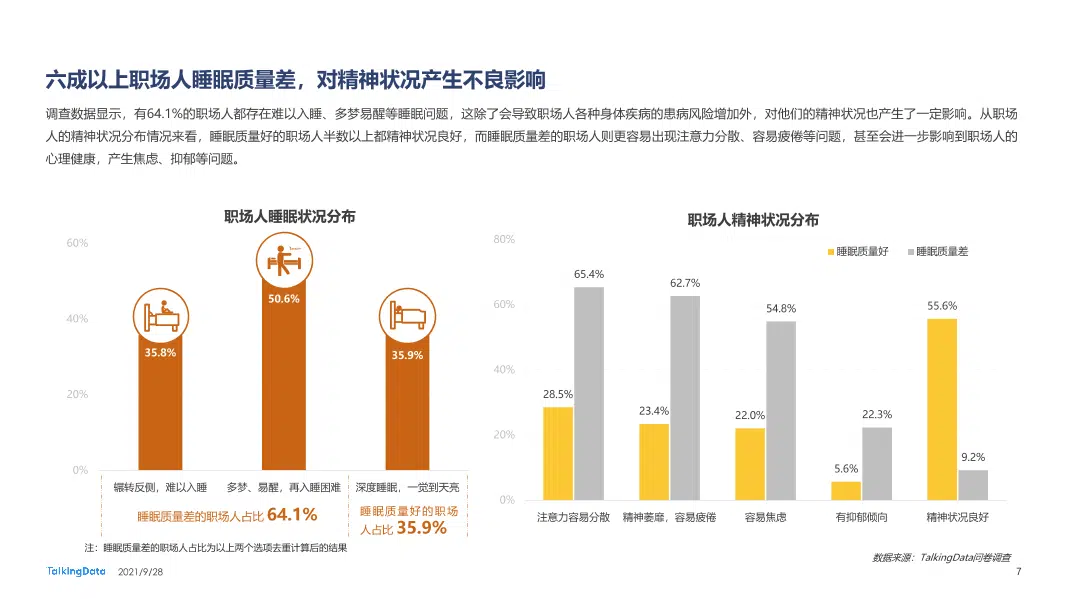 六成以上职场人睡眠质量差，对精神状况产生不良影响
调查数据显示，有64.1%的职场人都存在难以入睡、多梦易醒等睡眠问题，这除了会导致职场人各种身体疾病的患病风险增加外，对他们的精神状况也产生了一定影响。从职场
人的精神状况分布情况来看，睡眠质量好的职场人半数以上都精神状况良好，而睡眠质量差的职场人则更容易出现注意力分散、容易疲倦等问题，甚至会进一步影响到职场人的
心理健康，产生焦虑、抑郁等问题。
职场人睡眠状况分布
60%
40%
20%
0%
35.8%
50.6%
35.9%
辗转反侧，难以入睡
多梦、易醒，再入睡困难
深度睡眠，一觉到天亮
睡眠质量差的职场人占比 64.1%
睡眠质量好的职场
人占比 35.9%
注：睡眠质量差的职场人占比为以上两个选项去重计算后的结果
职场人精神状况分布
睡眠质量好
睡眠质量差
80%
60%
40%
20%
0%
28.5%
65.4%
23.4%
62.7%
22.0%
54.8%
5.6%
22.3%
55.6%
9.2%
注意力容易分散
精神萎靡，容易疲倦
容易焦虑
有抑郁倾向
精神状况良好
数据来源：TalkingData问卷调查
TalkingData
2021/9/28
7